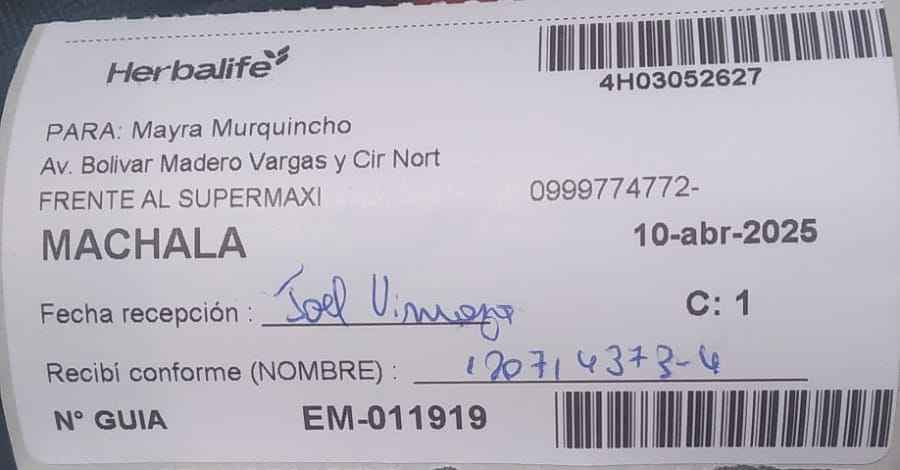 Herbalife
4H03052627
PARA: Mayra Murquincho
Av. Bolivar Madero Vargas y Cir Nort
FRENTE AL SUPERMAXI 0999774772-
MACHALA 10-abr-2025
Fecha recepción : Joel
C: 1
Recibí conforme (NOMBRE) : 120714373-4
N° GUIA EM-011919